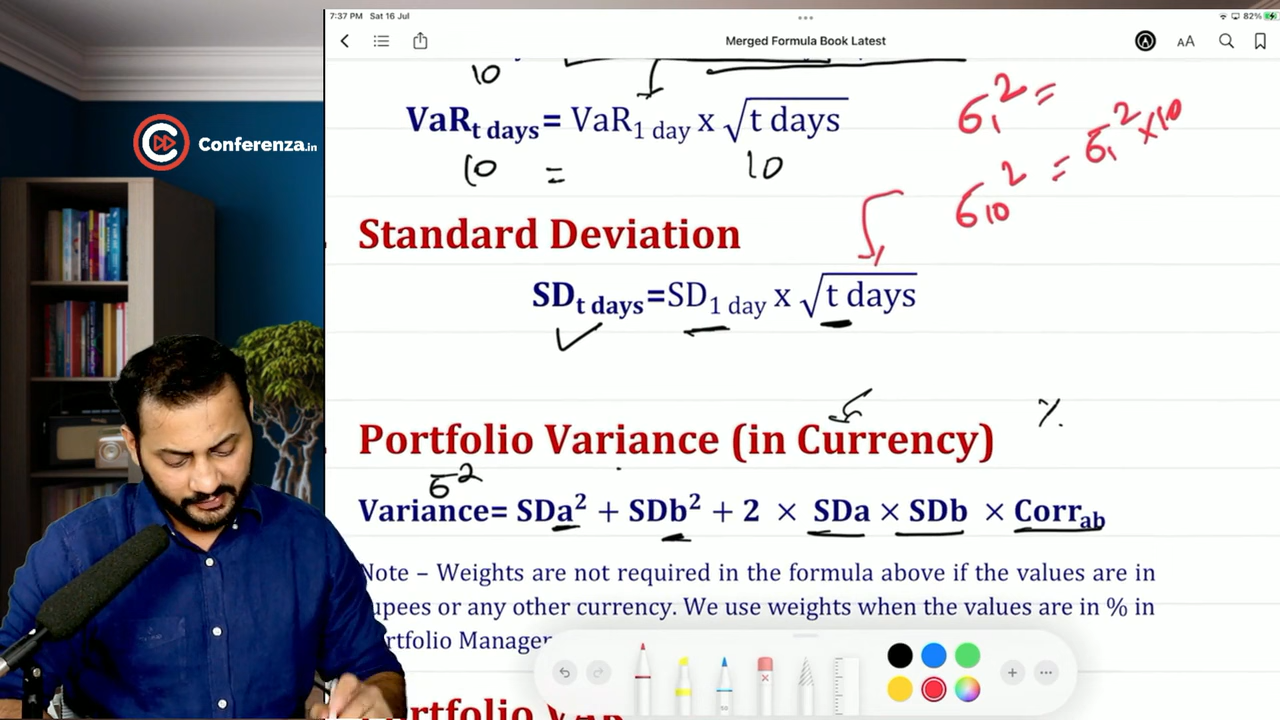 7:37 PM Sat 16 Jul
82%
Merged Formula Book Latest
AA
Conferenza.in
10
VaRt days= VaR1 day x √t days
10 = 10
σ1² =
σ10² = σ1² x 10
Standard Deviation
SDt days=SD1 day x √t days
Portfolio Variance (in Currency)
%
σ²
Variance= SDa² + SDb² + 2 × SDa × SDb × Corrab
Note – Weights are not required in the formula above if the values are in
upees or any other currency. We use weights when the values are in % in
rtfolio Manager
50